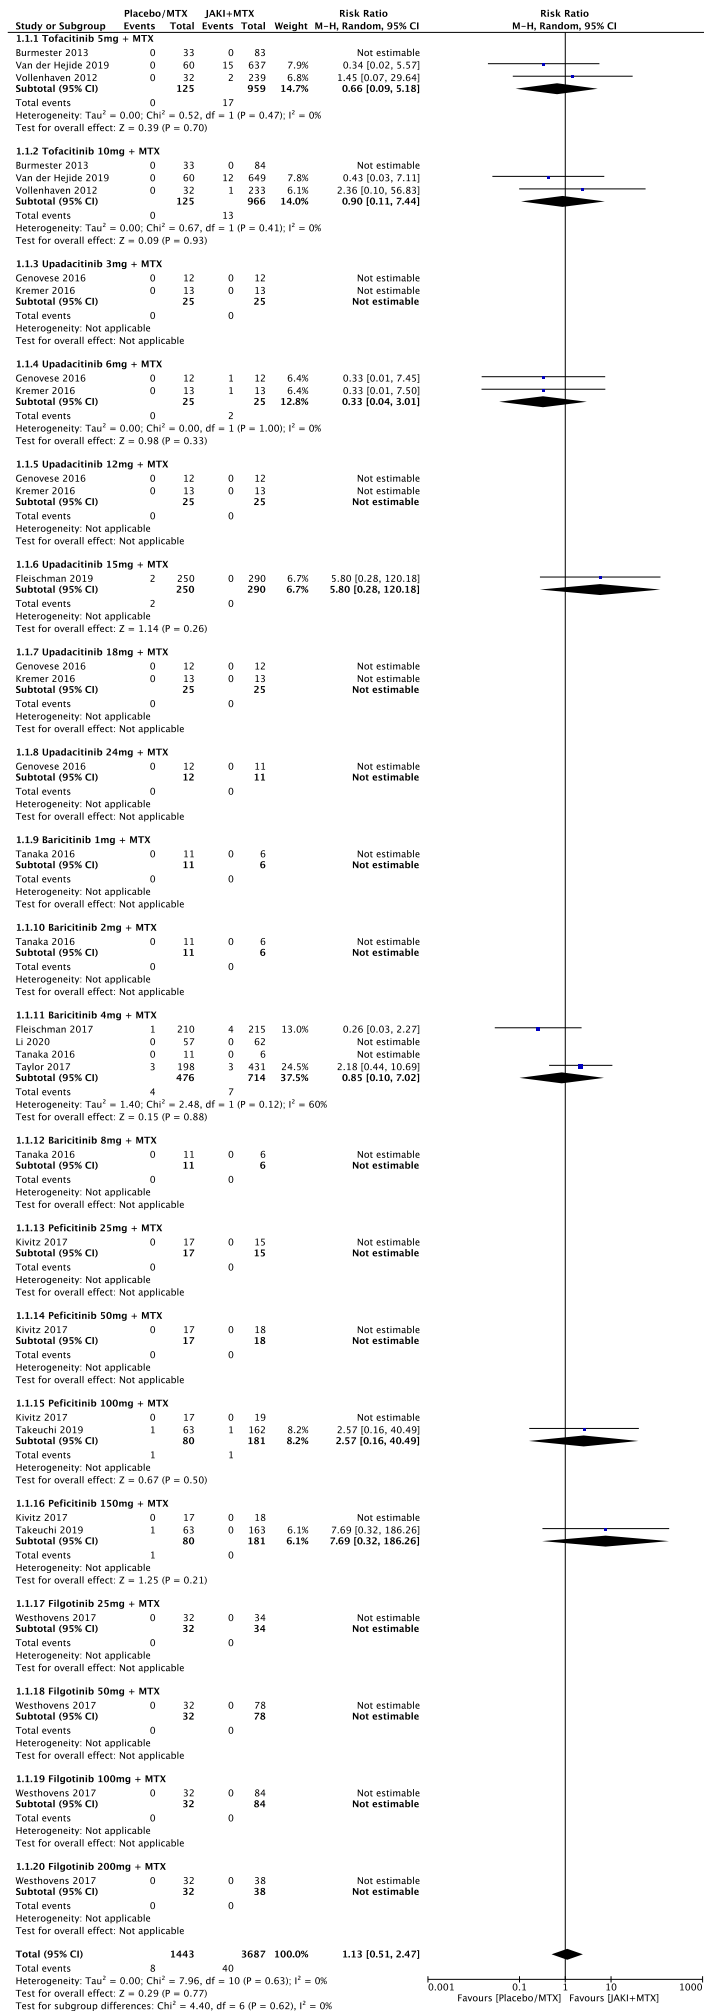 Placebo/MTX JAKI+MTX Risk Ratio Risk Ratio
Study or Subgroup Events Total Events Total Weight M-H, Random, 95% CI M-H, Random, 95% CI
1.1.1 Tofacitinib 5mg + MTX
Burmester 2013 0 33 0 83 Not estimable
Van der Hejide 2019 0 60 15 637 7.9% 0.34 [0.02, 5.57]
Vollenhaven 2012 0 32 2 239 6.8% 1.45 [0.07, 29.64]
Subtotal (95% CI) 125 959 14.7% 0.66 [0.09, 5.18]
Total events 0 17
Heterogeneity: Tau² = 0.00; Chi² = 0.52, df = 1 (P = 0.47); I² = 0%
Test for overall effect: Z = 0.39 (P = 0.70)
1.1.2 Tofacitinib 10mg + MTX
Burmester 2013 0 33 0 84 Not estimable
Van der Hejide 2019 0 60 12 649 7.8% 0.43 [0.03, 7.11]
Vollenhaven 2012 0 32 1 233 6.1% 2.36 [0.10, 56.83]
Subtotal (95% CI) 125 966 14.0% 0.90 [0.11, 7.44]
Total events 0 13
Heterogeneity: Tau² = 0.00; Chi² = 0.67, df = 1 (P = 0.41); I² = 0%
Test for overall effect: Z = 0.09 (P = 0.93)
1.1.3 Upadacitinib 3mg + MTX
Genovese 2016 0 12 0 12 Not estimable
Kremer 2016 0 13 0 13 Not estimable
Subtotal (95% CI) 25 25 Not estimable
Total events 0 0
Heterogeneity: Not applicable
Test for overall effect: Not applicable
1.1.4 Upadacitinib 6mg + MTX
Genovese 2016 0 12 1 12 6.4% 0.33 [0.01, 7.45]
Kremer 2016 0 13 1 13 6.4% 0.33 [0.01, 7.50]
Subtotal (95% CI) 25 25 12.8% 0.33 [0.04, 3.01]
Total events 0 2
Heterogeneity: Tau² = 0.00; Chi² = 0.00, df = 1 (P = 1.00); I² = 0%
Test for overall effect: Z = 0.98 (P = 0.33)
1.1.5 Upadacitinib 12mg + MTX
Genovese 2016 0 12 0 12 Not estimable
Kremer 2016 0 13 0 13 Not estimable
Subtotal (95% CI) 25 25 Not estimable
Total events 0 0
Heterogeneity: Not applicable
Test for overall effect: Not applicable
1.1.6 Upadacitinib 15mg + MTX
Fleischman 2019 2 250 0 290 6.7% 5.80 [0.28, 120.18]
Subtotal (95% CI) 250 290 6.7% 5.80 [0.28, 120.18]
Total events 2 0
Heterogeneity: Not applicable
Test for overall effect: Z = 1.14 (P = 0.26)
1.1.7 Upadacitinib 18mg + MTX
Genovese 2016 0 12 0 12 Not estimable
Kremer 2016 0 13 0 13 Not estimable
Subtotal (95% CI) 25 25 Not estimable
Total events 0 0
Heterogeneity: Not applicable
Test for overall effect: Not applicable
1.1.8 Upadacitinib 24mg + MTX
Genovese 2016 0 12 0 11 Not estimable
Subtotal (95% CI) 12 11 Not estimable
Total events 0 0
Heterogeneity: Not applicable
Test for overall effect: Not applicable
1.1.9 Baricitinib 1mg + MTX
Tanaka 2016 0 11 0 6 Not estimable
Subtotal (95% CI) 11 6 Not estimable
Total events 0 0
Heterogeneity: Not applicable
Test for overall effect: Not applicable
1.1.10 Baricitinib 2mg + MTX
Tanaka 2016 0 11 0 6 Not estimable
Subtotal (95% CI) 11 6 Not estimable
Total events 0 0
Heterogeneity: Not applicable
Test for overall effect: Not applicable
1.1.11 Baricitinib 4mg + MTX
Fleischman 2017 1 210 4 215 13.0% 0.26 [0.03, 2.27]
Li 2020 0 57 0 62 Not estimable
Tanaka 2016 0 11 0 6 Not estimable
Taylor 2017 3 198 3 431 24.5% 2.18 [0.44, 10.69]
Subtotal (95% CI) 476 714 37.5% 0.85 [0.10, 7.02]
Total events 4 7
Heterogeneity: Tau² = 1.40; Chi² = 2.48, df = 1 (P = 0.12); I² = 60%
Test for overall effect: Z = 0.15 (P = 0.88)
1.1.12 Baricitinib 8mg + MTX
Tanaka 2016 0 11 0 6 Not estimable
Subtotal (95% CI) 11 6 Not estimable
Total events 0 0
Heterogeneity: Not applicable
Test for overall effect: Not applicable
1.1.13 Peficitinib 25mg + MTX
Kivitz 2017 0 17 0 15 Not estimable
Subtotal (95% CI) 17 15 Not estimable
Total events 0 0
Heterogeneity: Not applicable
Test for overall effect: Not applicable
1.1.14 Peficitinib 50mg + MTX
Kivitz 2017 0 17 0 18 Not estimable
Subtotal (95% CI) 17 18 Not estimable
Total events 0 0
Heterogeneity: Not applicable
Test for overall effect: Not applicable
1.1.15 Peficitinib 100mg + MTX
Kivitz 2017 0 17 0 19 Not estimable
Takeuchi 2019 1 63 1 162 8.2% 2.57 [0.16, 40.49]
Subtotal (95% CI) 80 181 8.2% 2.57 [0.16, 40.49]
Total events 1 1
Heterogeneity: Not applicable
Test for overall effect: Z = 0.67 (P = 0.50)
1.1.16 Peficitinib 150mg + MTX
Kivitz 2017 0 17 0 18 Not estimable
Takeuchi 2019 1 63 0 163 6.1% 7.69 [0.32, 186.26]
Subtotal (95% CI) 80 181 6.1% 7.69 [0.32, 186.26]
Total events 1 0
Heterogeneity: Not applicable
Test for overall effect: Z = 1.25 (P = 0.21)
1.1.17 Filgotinib 25mg + MTX
Westhovens 2017 0 32 0 34 Not estimable
Subtotal (95% CI) 32 34 Not estimable
Total events 0 0
Heterogeneity: Not applicable
Test for overall effect: Not applicable
1.1.18 Filgotinib 50mg + MTX
Westhovens 2017 0 32 0 78 Not estimable
Subtotal (95% CI) 32 78 Not estimable
Total events 0 0
Heterogeneity: Not applicable
Test for overall effect: Not applicable
1.1.19 Filgotinib 100mg + MTX
Westhovens 2017 0 32 0 84 Not estimable
Subtotal (95% CI) 32 84 Not estimable
Total events 0 0
Heterogeneity: Not applicable
Test for overall effect: Not applicable
1.1.20 Filgotinib 200mg + MTX
Westhovens 2017 0 32 0 38 Not estimable
Subtotal (95% CI) 32 38 Not estimable
Total events 0 0
Heterogeneity: Not applicable
Test for overall effect: Not applicable
Total (95% CI) 1443 3687 100.0% 1.13 [0.51, 2.47]
Total events 8 40
Heterogeneity: Tau² = 0.00; Chi² = 7.96, df = 10 (P = 0.63); I² = 0%
Test for overall effect: Z = 0.29 (P = 0.77)
Test for subgroup differences: Chi² = 4.40, df = 6 (P = 0.62), I² = 0%
0.001 0.1 1 10 1000
Favours [Placebo/MTX] Favours [JAKI+MTX]